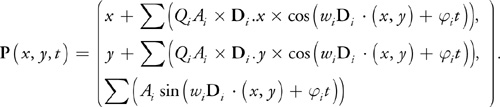 x + ∑(QᵢAᵢ × 𝐃ᵢ.x × cos(wᵢ𝐃ᵢ · (x, y) + φᵢt)),
𝐏(x, y, t) = y + ∑(QᵢAᵢ × 𝐃ᵢ.y × cos(wᵢ𝐃ᵢ · (x, y) + φᵢt)), .
∑(Aᵢ sin(wᵢ𝐃ᵢ · (x, y) + φᵢt))